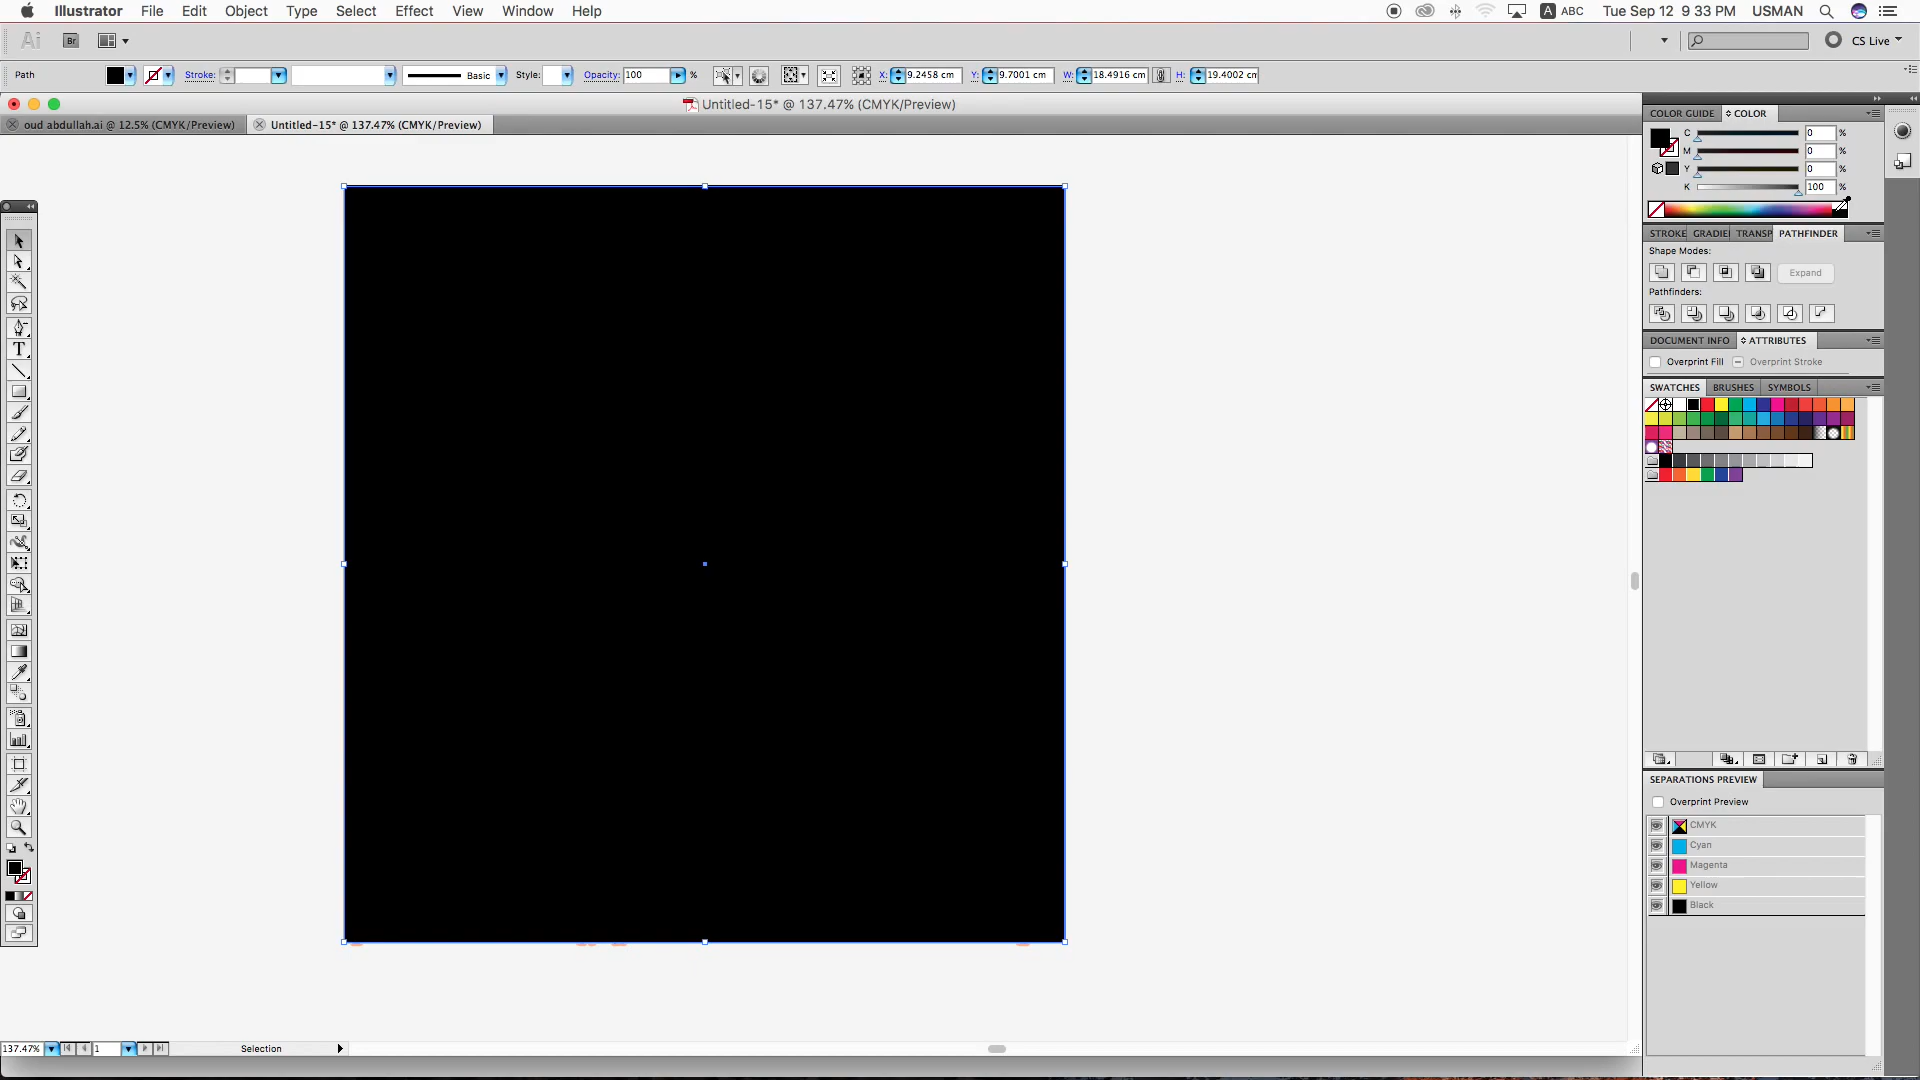 Illustrator File Edit Object Type Select Effect View Window Help A ABC Tue Sep 12 9 33 PM USMAN
Ai Br CS Live
Path Stroke: Basic Style: Opacity: 100 % X: 9.2458 cm Y: 9.7001 cm W: 18.4916 cm H: 19.4002 cm
Untitled-15* @ 137.47% (CMYK/Preview)
oud abdullah.ai @ 12.5% (CMYK/Preview) Untitled-15* @ 137.47% (CMYK/Preview)
COLOR GUIDE COLOR
C 0 %
M 0 %
Y 0 %
K 100 %
STROKE GRADIE TRANSP PATHFINDER
Shape Modes:
Expand
Pathfinders:
DOCUMENT INFO ATTRIBUTES
Overprint Fill Overprint Stroke
SWATCHES BRUSHES SYMBOLS
T
SEPARATIONS PREVIEW
Overprint Preview
CMYK
Cyan
Magenta
Yellow
Black
137.47% 1 Selection